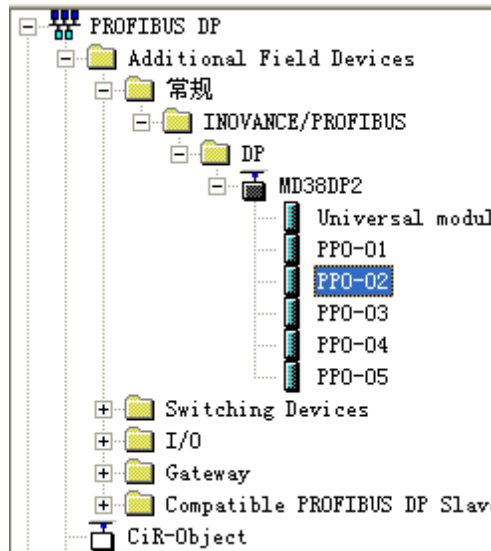 PROFIBUS DP
Additional Field Devices
常规
INOVANCE/PROFIBUS
DP
MD38DP2
Universal modul
PPO-01
PPO-02
PPO-03
PPO-04
PPO-05
Switching Devices
I/O
Gateway
Compatible PROFIBUS DP Slave
CiR-Object